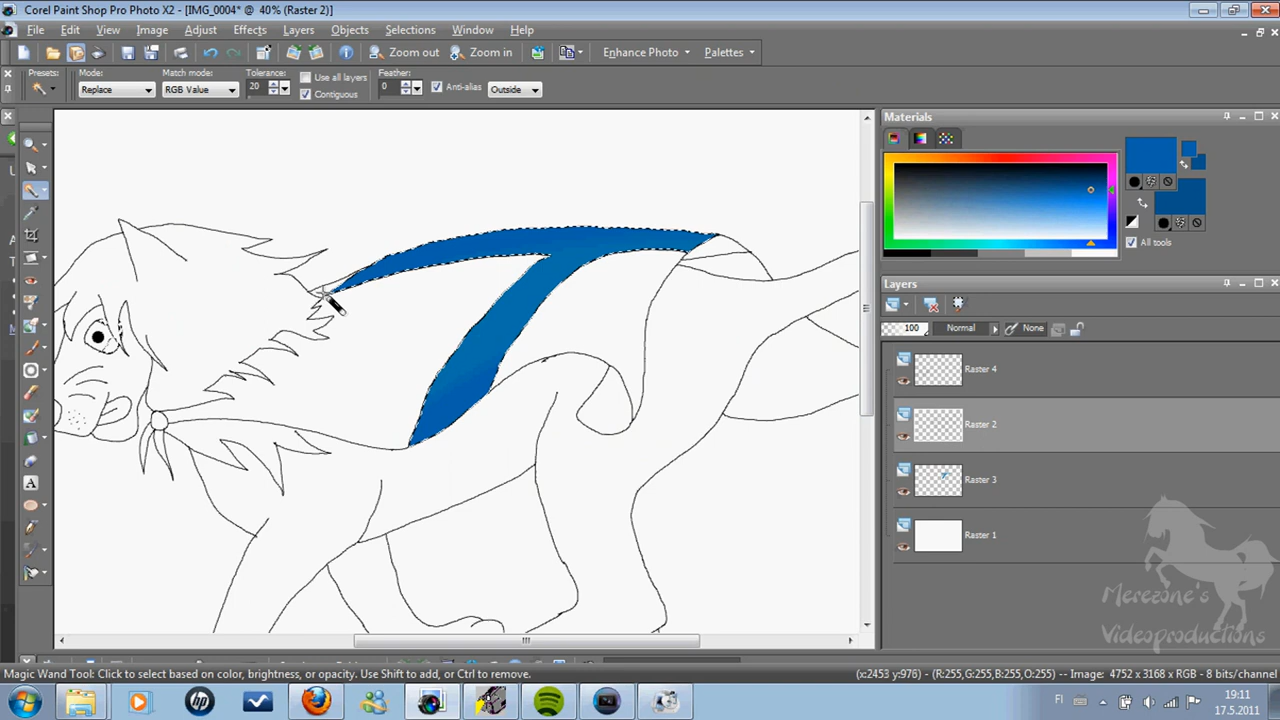 Corel Paint Shop Pro Photo X2 - [IMG_0004* @ 40% (Raster 2)]
File Edit View Image Adjust Effects Layers Objects Selections Window Help
Zoom out Zoom in Enhance Photo Palettes
Presets: Mode: Match mode: Tolerance: Use all layers Feather:
Replace RGB Value 20 Contiguous 0 Anti-alias Outside
Materials
All tools
Layers
100 Normal None
Raster 4
Raster 2
Raster 3
Raster 1
Merezone's
Videoproductions
Magic Wand Tool: Click to select based on color, brightness, or opacity. Use Shift to add, or Ctrl to remove.
(x:2453 y:976) - (R:255,G:255,B:255,O:255) - Image: 4752 x 3168 x RGB - 8 bits/channel
FI
19:11
17.5.2011